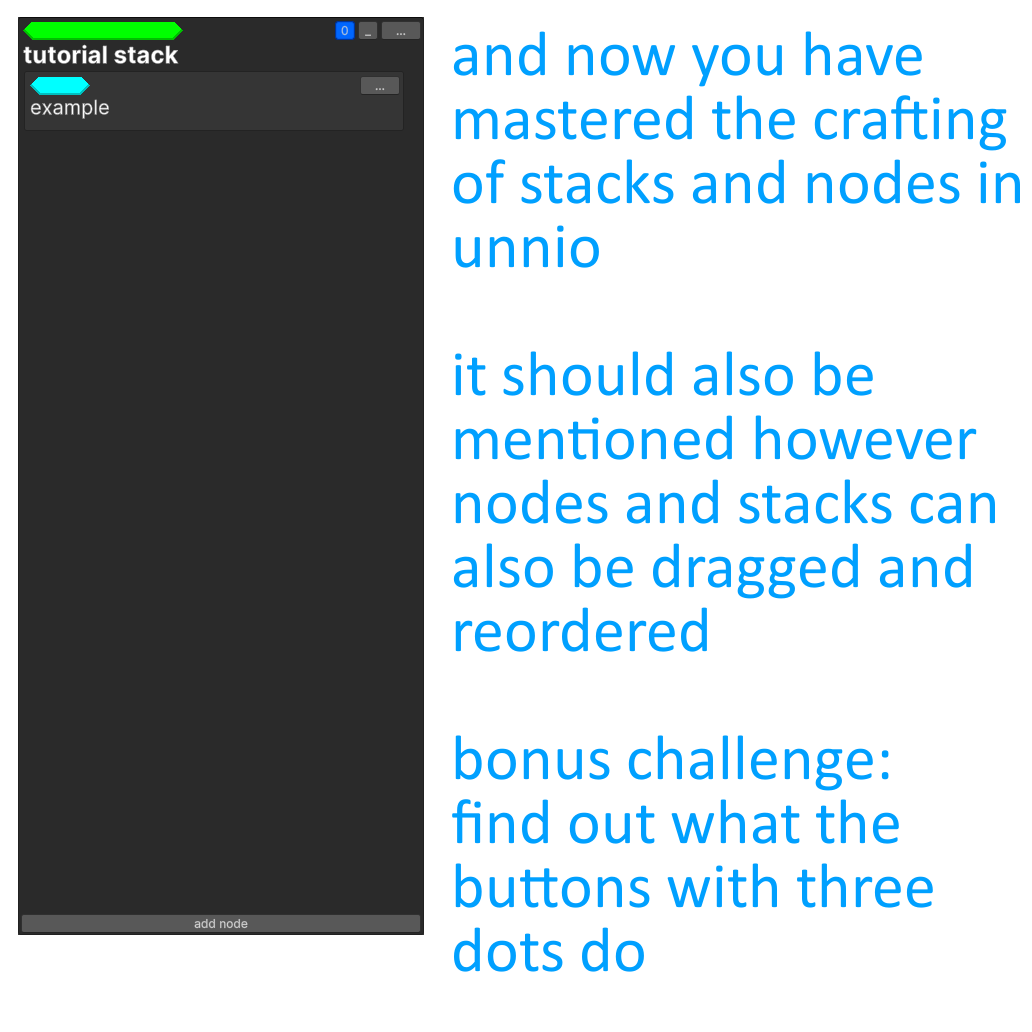 0 _ ...
tutorial stack
...
example
add node
and now you have
mastered the crafting
of stacks and nodes in
unnio
it should also be
mentioned however
nodes and stacks can
also be dragged and
reordered
bonus challenge:
find out what the
buttons with three
dots do